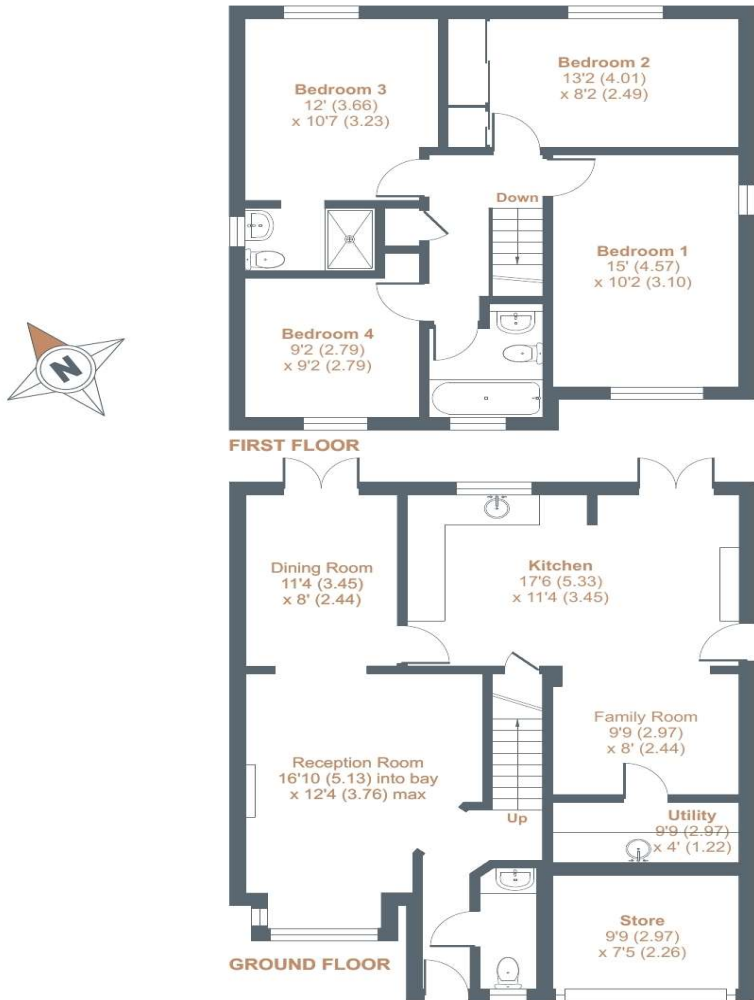 Bedroom 3
12' (3.66)
x 10'7 (3.23)
Bedroom 2
13'2 (4.01)
x 8'2 (2.49)
Down
Bedroom 1
15' (4.57)
x 10'2 (3.10)
Bedroom 4
9'2 (2.79)
x 9'2 (2.79)
N
FIRST FLOOR
Dining Room
11'4 (3.45)
x 8' (2.44)
Kitchen
17'6 (5.33)
x 11'4 (3.45)
Family Room
9'9 (2.97)
x 8' (2.44)
Reception Room
16'10 (5.13) into bay
x 12'4 (3.76) max
Up
Utility
9'9 (2.97)
x 4' (1.22)
Store
9'9 (2.97)
x 7'5 (2.26)
GROUND FLOOR